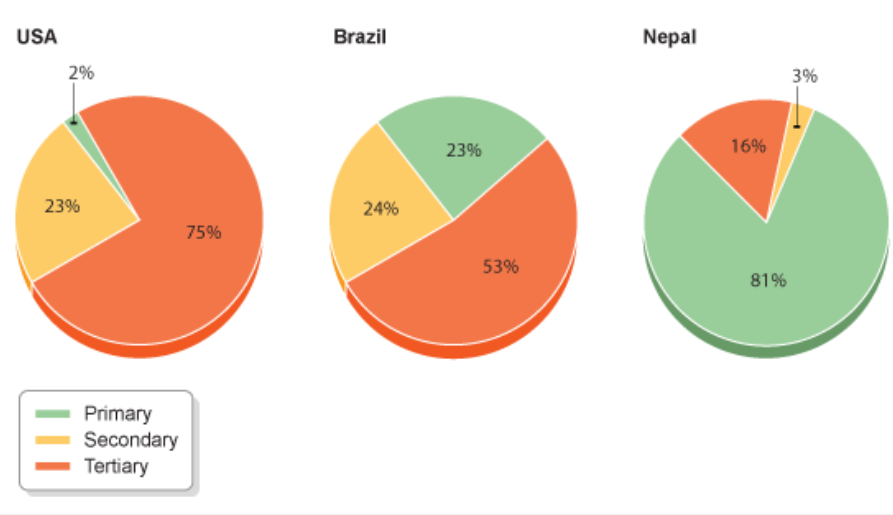 USA
Brazil
Nepal
2%
23%
75%
23%
24%
53%
3%
16%
81%
Primary
Secondary
Tertiary